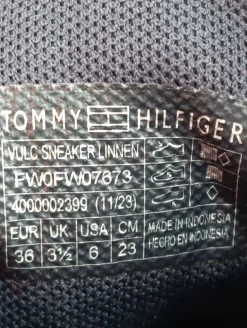 TOMMY HILFIGER
VULC SNEAKER LINNEN
FW0FW07673
4000002399 (11/23)
MADE IN INDONESIA
HECHO EN INDONESIA
EUR UK USA CM
36 3½ 6 23